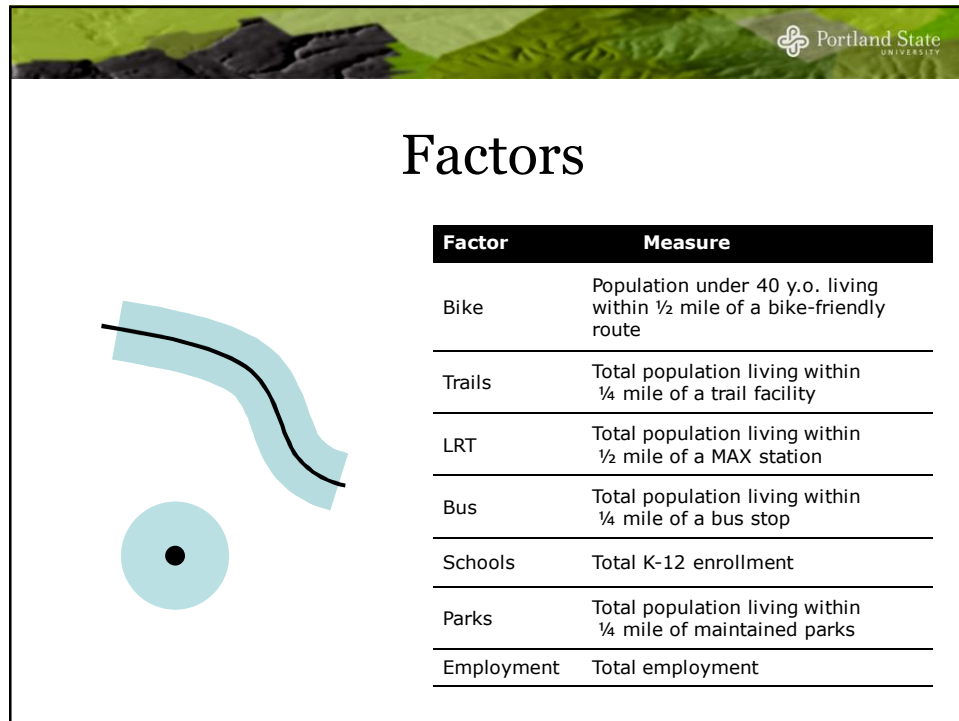 Portland State
UNIVERSITY
Factors
Factor Measure
Bike
Population under 40 y.o. living
within ½ mile of a bike-friendly
route
Trails
Total population living within
¼ mile of a trail facility
LRT
Total population living within
½ mile of a MAX station
Bus
Total population living within
¼ mile of a bus stop
Schools Total K-12 enrollment
Parks
Total population living within
¼ mile of maintained parks
Employment Total employment